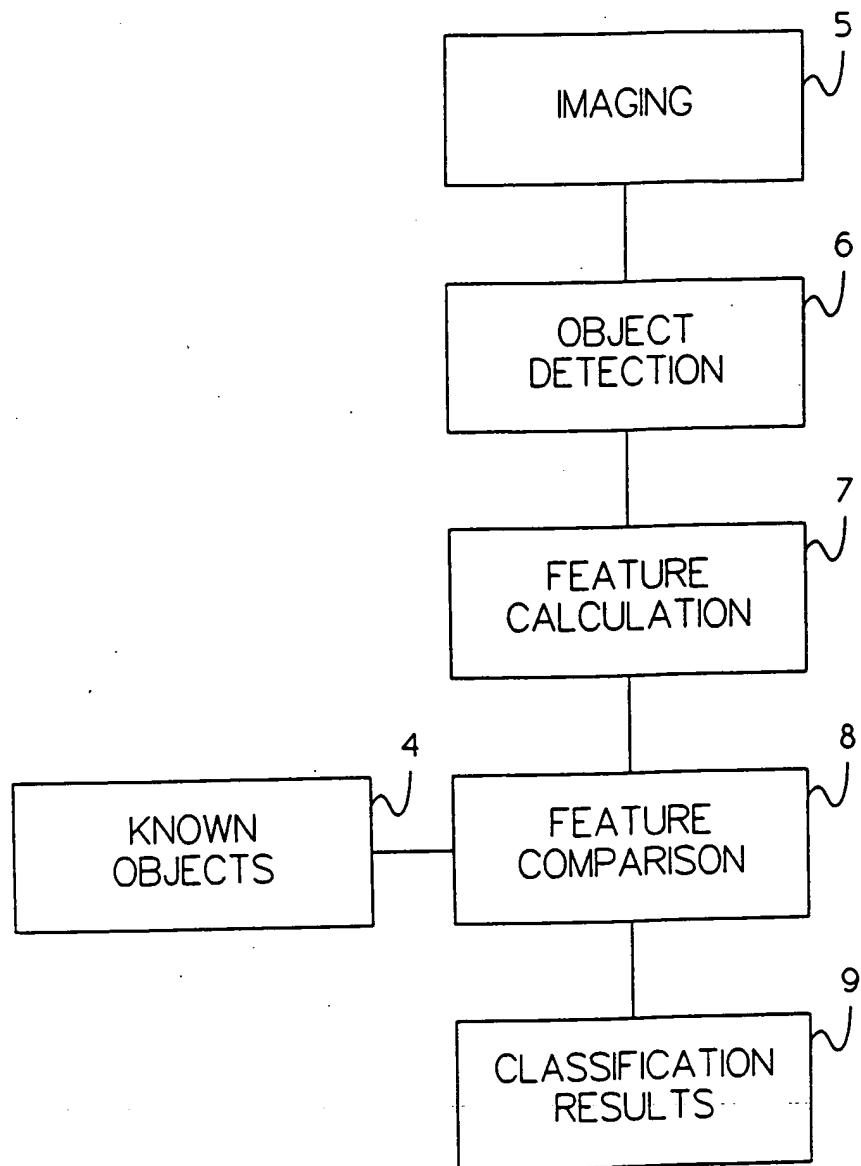 5
IMAGING
6
OBJECT
DETECTION
7
FEATURE
CALCULATION
4
KNOWN
OBJECTS
8
FEATURE
COMPARISON
9
CLASSIFICATION
RESULTS